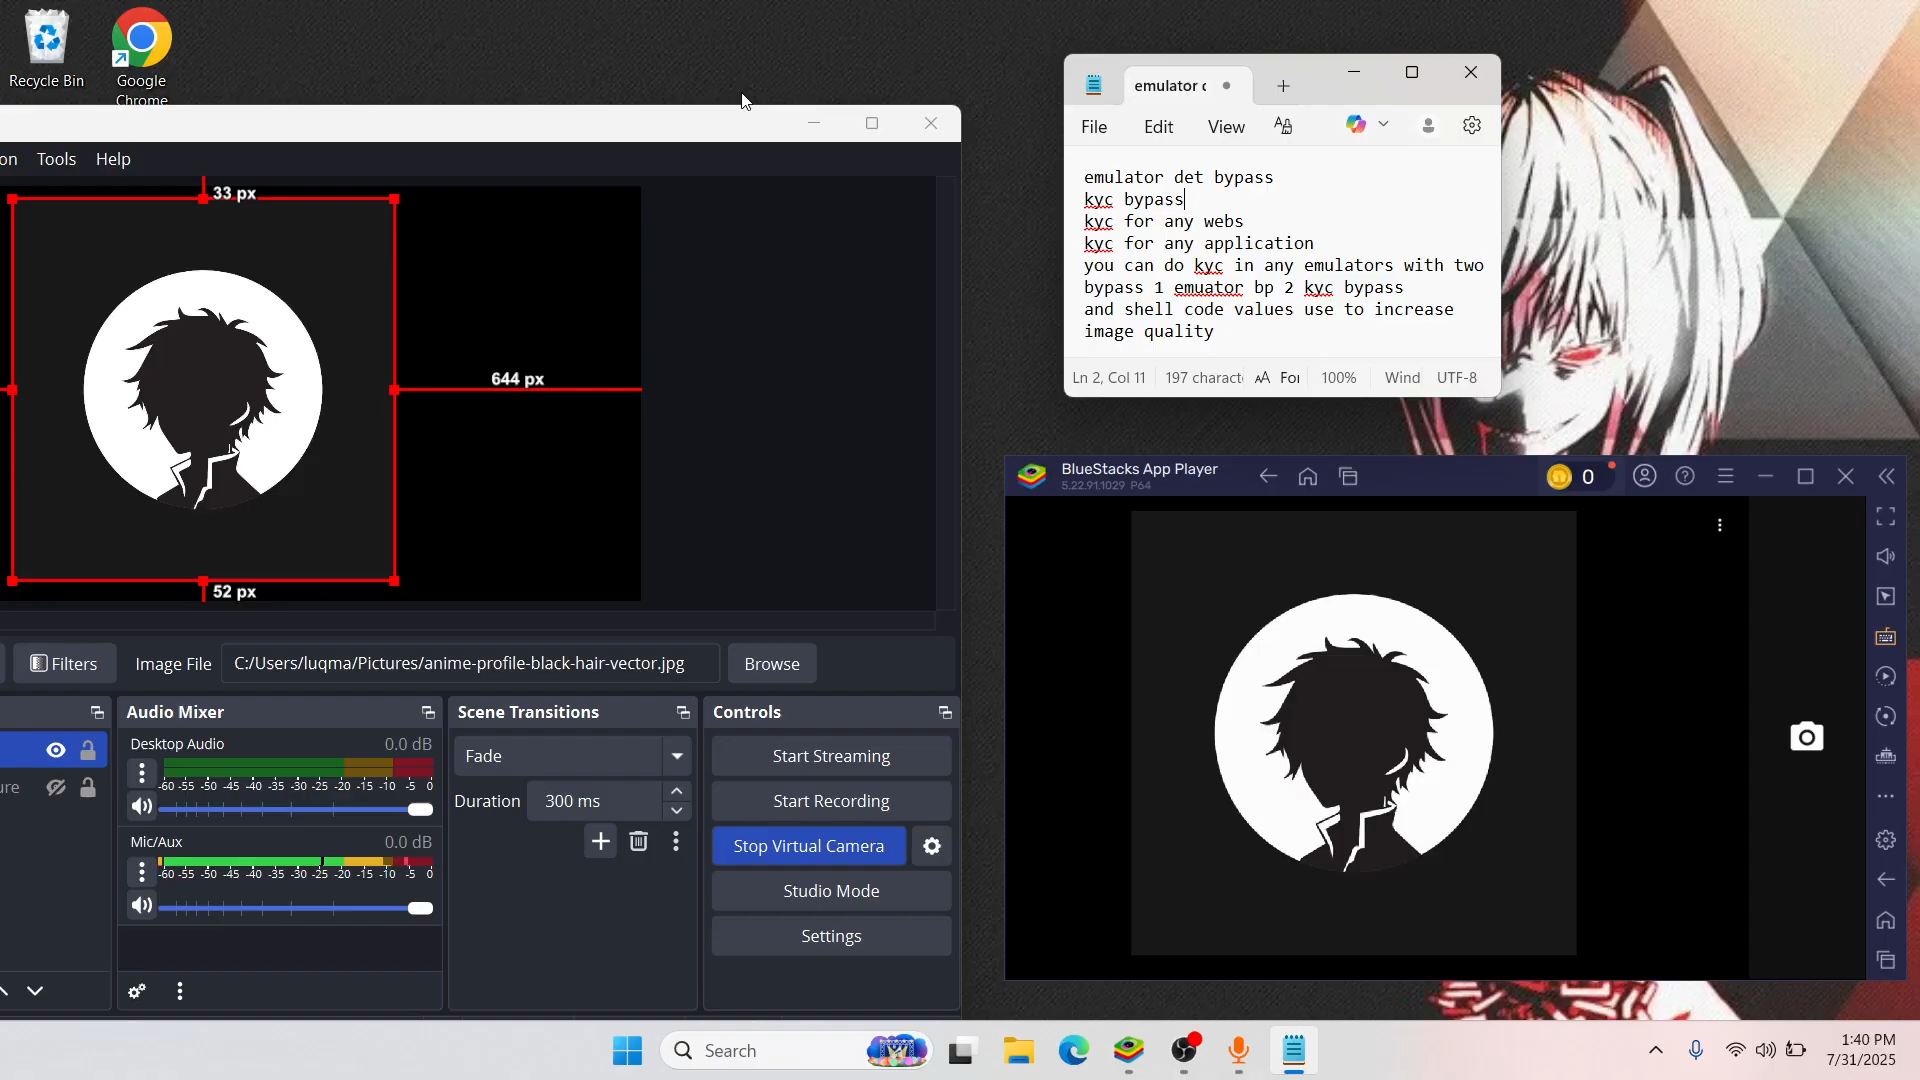 Recycle Bin
Google
Chrome
on Tools Help
33 px
644 px
52 px
Filters
Image File
C:/Users/luqma/Pictures/anime-profile-black-hair-vector.jpg
Browse
ure
Audio Mixer
Desktop Audio
0.0 dB
-60 -55 -50 -45 -40 -35 -30 -25 -20 -15 -10 -5 0
Mic/Aux
0.0 dB
-60 -55 -50 -45 -40 -35 -30 -25 -20 -15 -10 -5 0
Scene Transitions
Fade
Duration
300 ms
Controls
Start Streaming
Start Recording
Stop Virtual Camera
Studio Mode
Settings
emulator
File Edit View
emulator det bypass
kyc bypass
kyc for any webs
kyc for any application
you can do kyc in any emulators with two
bypass 1 emuator bp 2 kyc bypass
and shell code values use to increase
image quality
Ln 2, Col 11
197 charact
For
100%
Wind
UTF-8
BlueStacks App Player
5.22.91.1029 P64
0
Search
1:40 PM
7/31/2025